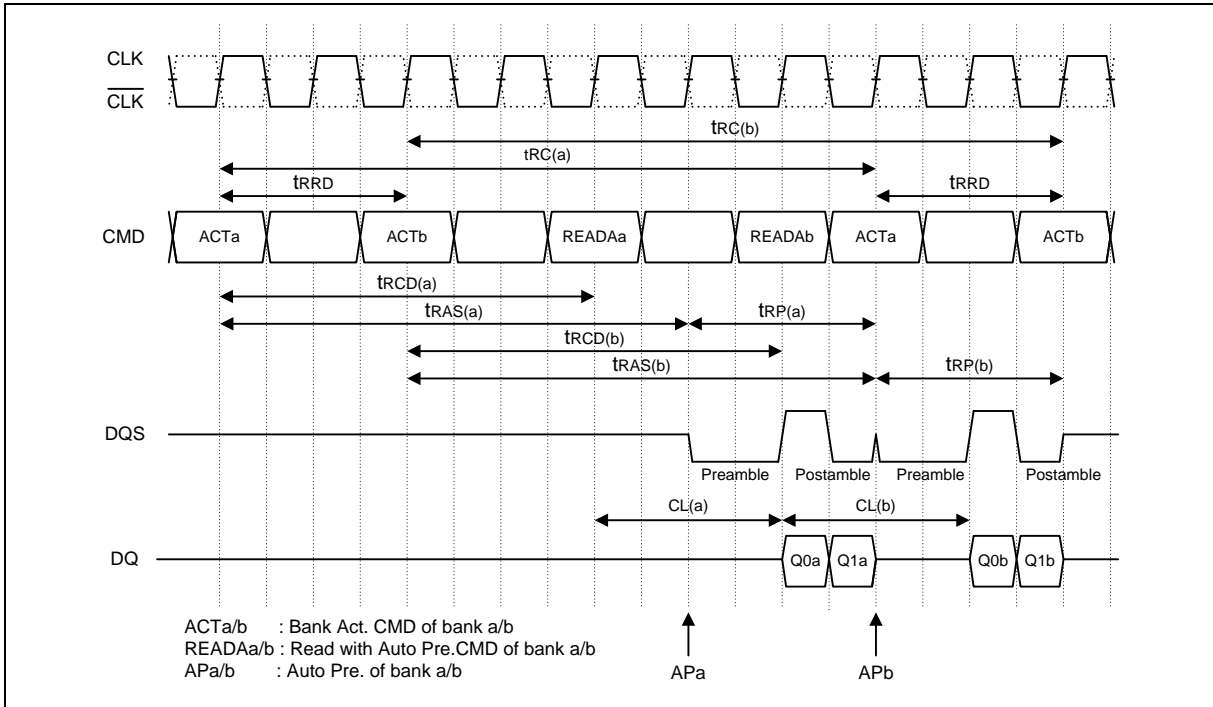 CLK
CLK
tRC(b)
tRC(a)
tRRD tRRD
CMD ACTa ACTb READAa READAb ACTa ACTb
tRCD(a)
tRAS(a) tRP(a)
tRCD(b)
tRAS(b) tRP(b)
DQS
Preamble Postamble Preamble Postamble
CL(a) CL(b)
DQ Q0a Q1a Q0b Q1b
ACTa/b : Bank Act. CMD of bank a/b
READAa/b : Read with Auto Pre.CMD of bank a/b
APa/b : Auto Pre. of bank a/b
APa APb